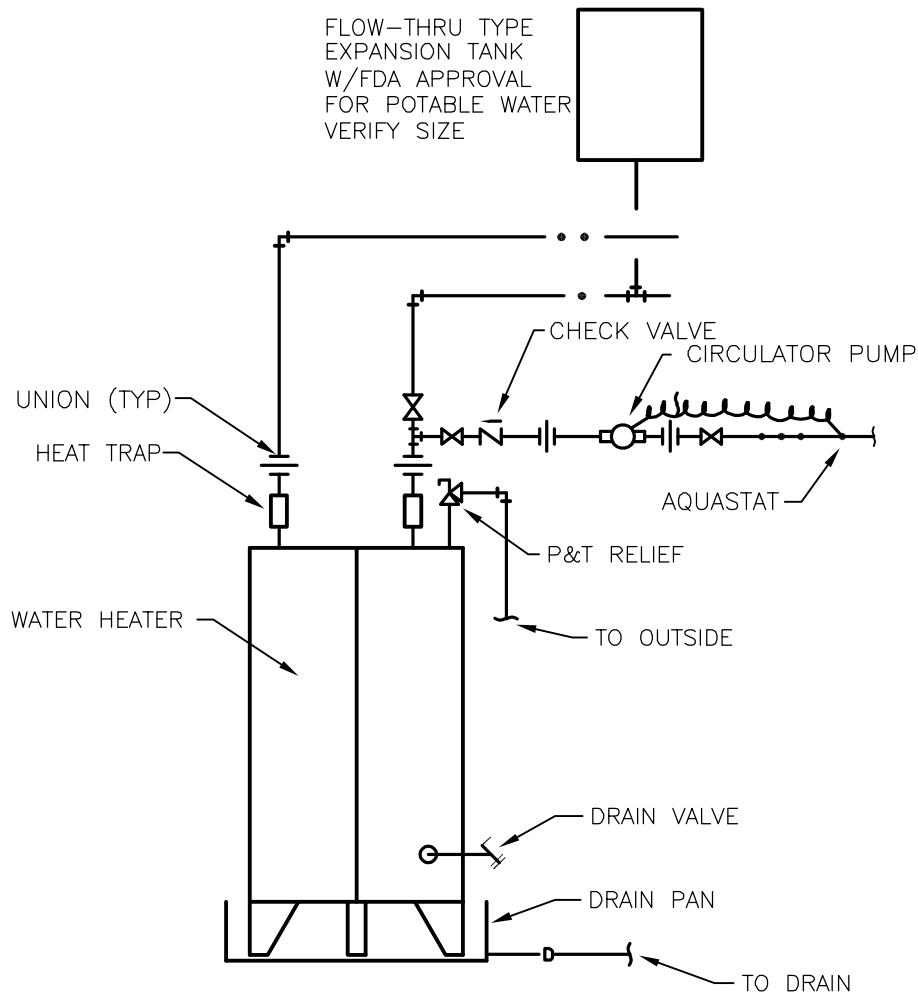 FLOW-THRU TYPE
EXPANSION TANK
W/FDA APPROVAL
FOR POTABLE WATER
VERIFY SIZE
CHECK VALVE
CIRCULATOR PUMP
UNION (TYP)
HEAT TRAP
AQUASTAT
P&T RELIEF
WATER HEATER
TO OUTSIDE
DRAIN VALVE
DRAIN PAN
D
TO DRAIN